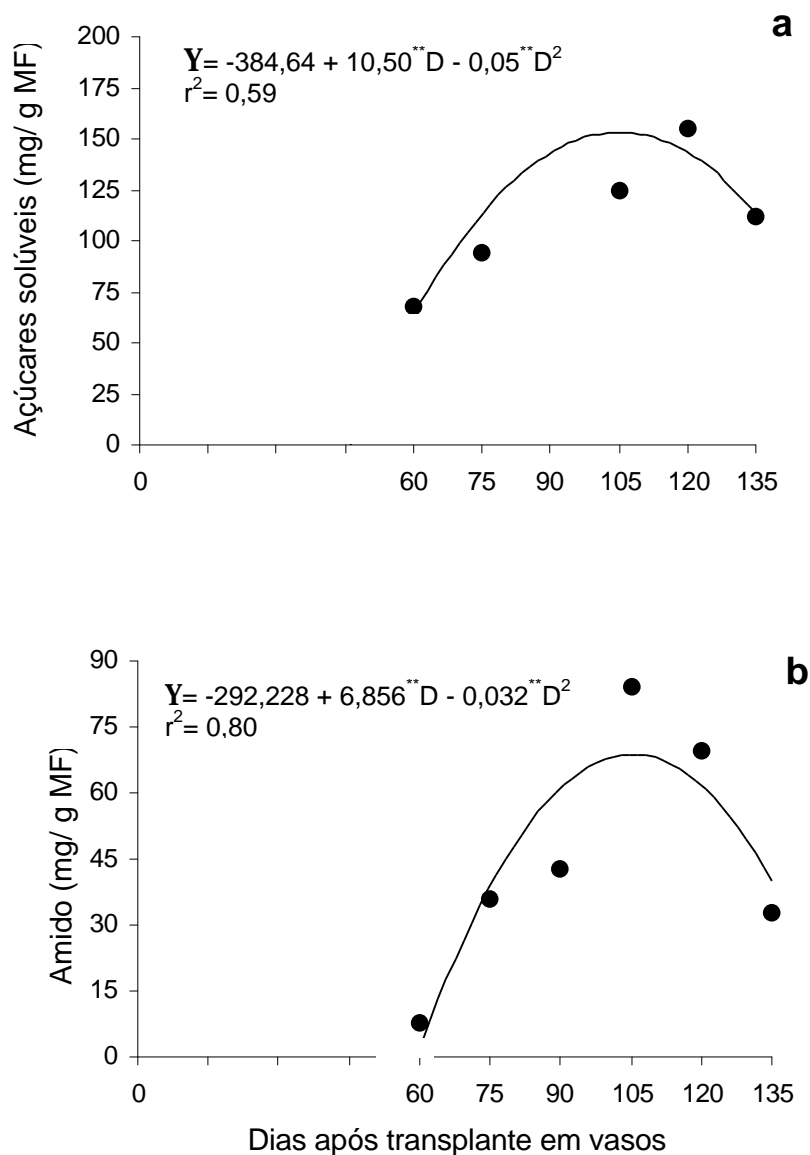 a
Y= -384,64 + 10,50**D - 0,05**D²
r²= 0,59
Açúcares solúveis (mg/ g MF)
200
175
150
125
100
75
50
25
0
0 60 75 90 105 120 135
b
Y= -292,228 + 6,856**D - 0,032**D²
r²= 0,80
Amido (mg/ g MF)
90
75
60
45
30
15
0
0 60 75 90 105 120 135
Dias após transplante em vasos